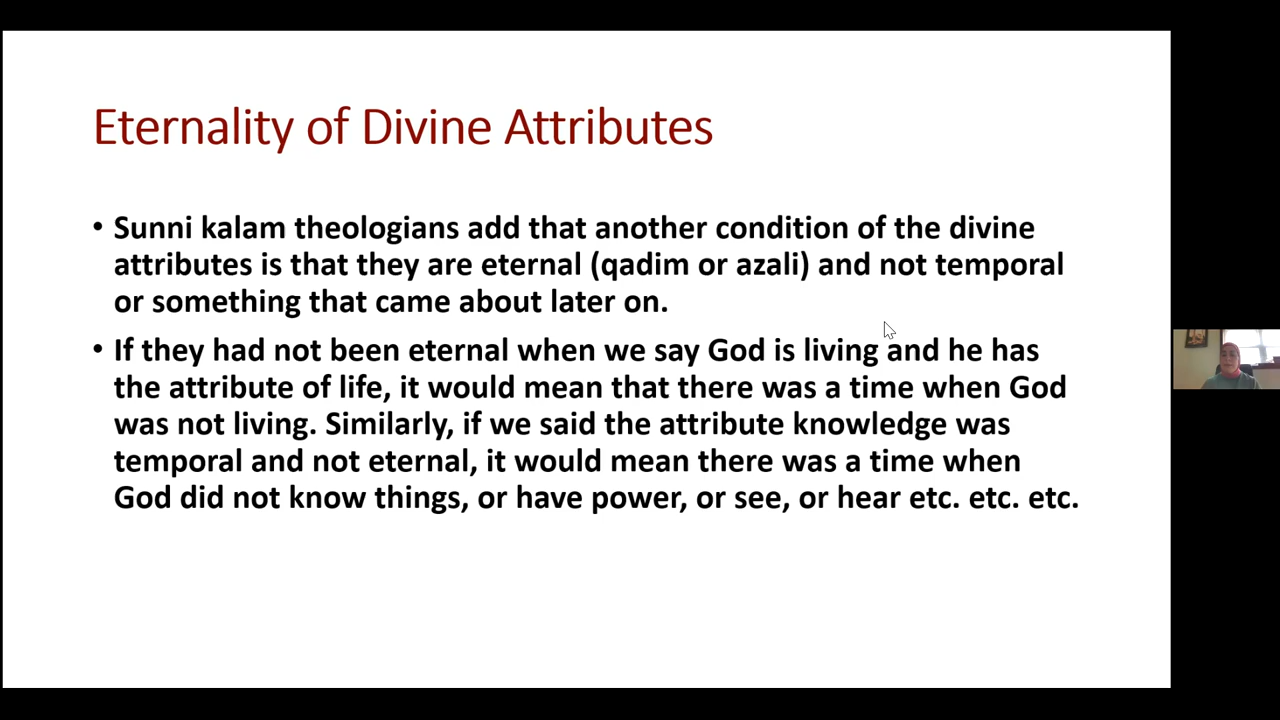 Eternality of Divine Attributes
• Sunni kalam theologians add that another condition of the divine
attributes is that they are eternal (qadim or azali) and not temporal
or something that came about later on.
• If they had not been eternal when we say God is living and he has
the attribute of life, it would mean that there was a time when God
was not living. Similarly, if we said the attribute knowledge was
temporal and not eternal, it would mean there was a time when
God did not know things, or have power, or see, or hear etc. etc. etc.